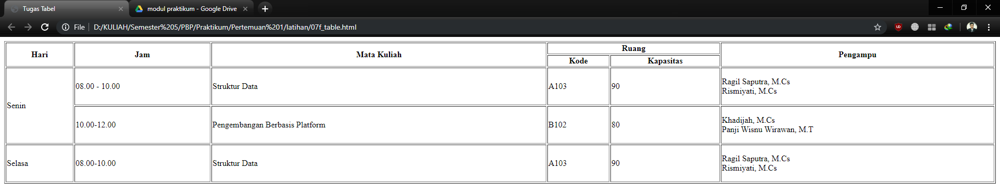 Tugas Tabel
modul praktikum - Google Drive
File
D:/KULIAH/Semester%205/PBP/Praktikum/Pertemuan%201/latihan/07f_table.html
Hari
Jam
Mata Kuliah
Ruang
Pengampu
Kode
Kapasitas
Senin
08.00 - 10.00
Struktur Data
A103
90
Ragil Saputra, M.Cs
Rismiyati, M.Cs
10.00-12.00
Pengembangan Berbasis Platform
B102
80
Khadijah, M.Cs
Panji Wisnu Wirawan, M.T
Selasa
08.00-10.00
Struktur Data
A103
90
Ragil Saputra, M.Cs
Rismiyati, M.Cs